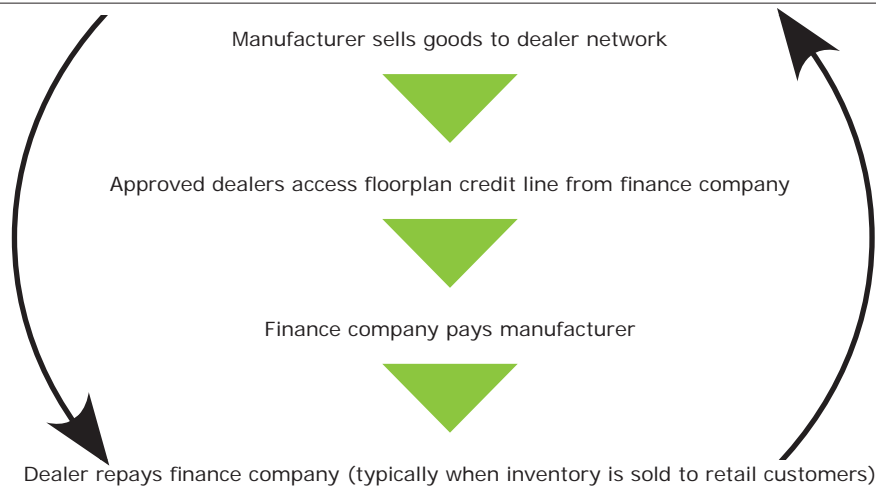 Manufacturer sells goods to dealer network
Approved dealers access floorplan credit line from finance company
Finance company pays manufacturer
Dealer repays finance company (typically when inventory is sold to retail customers)